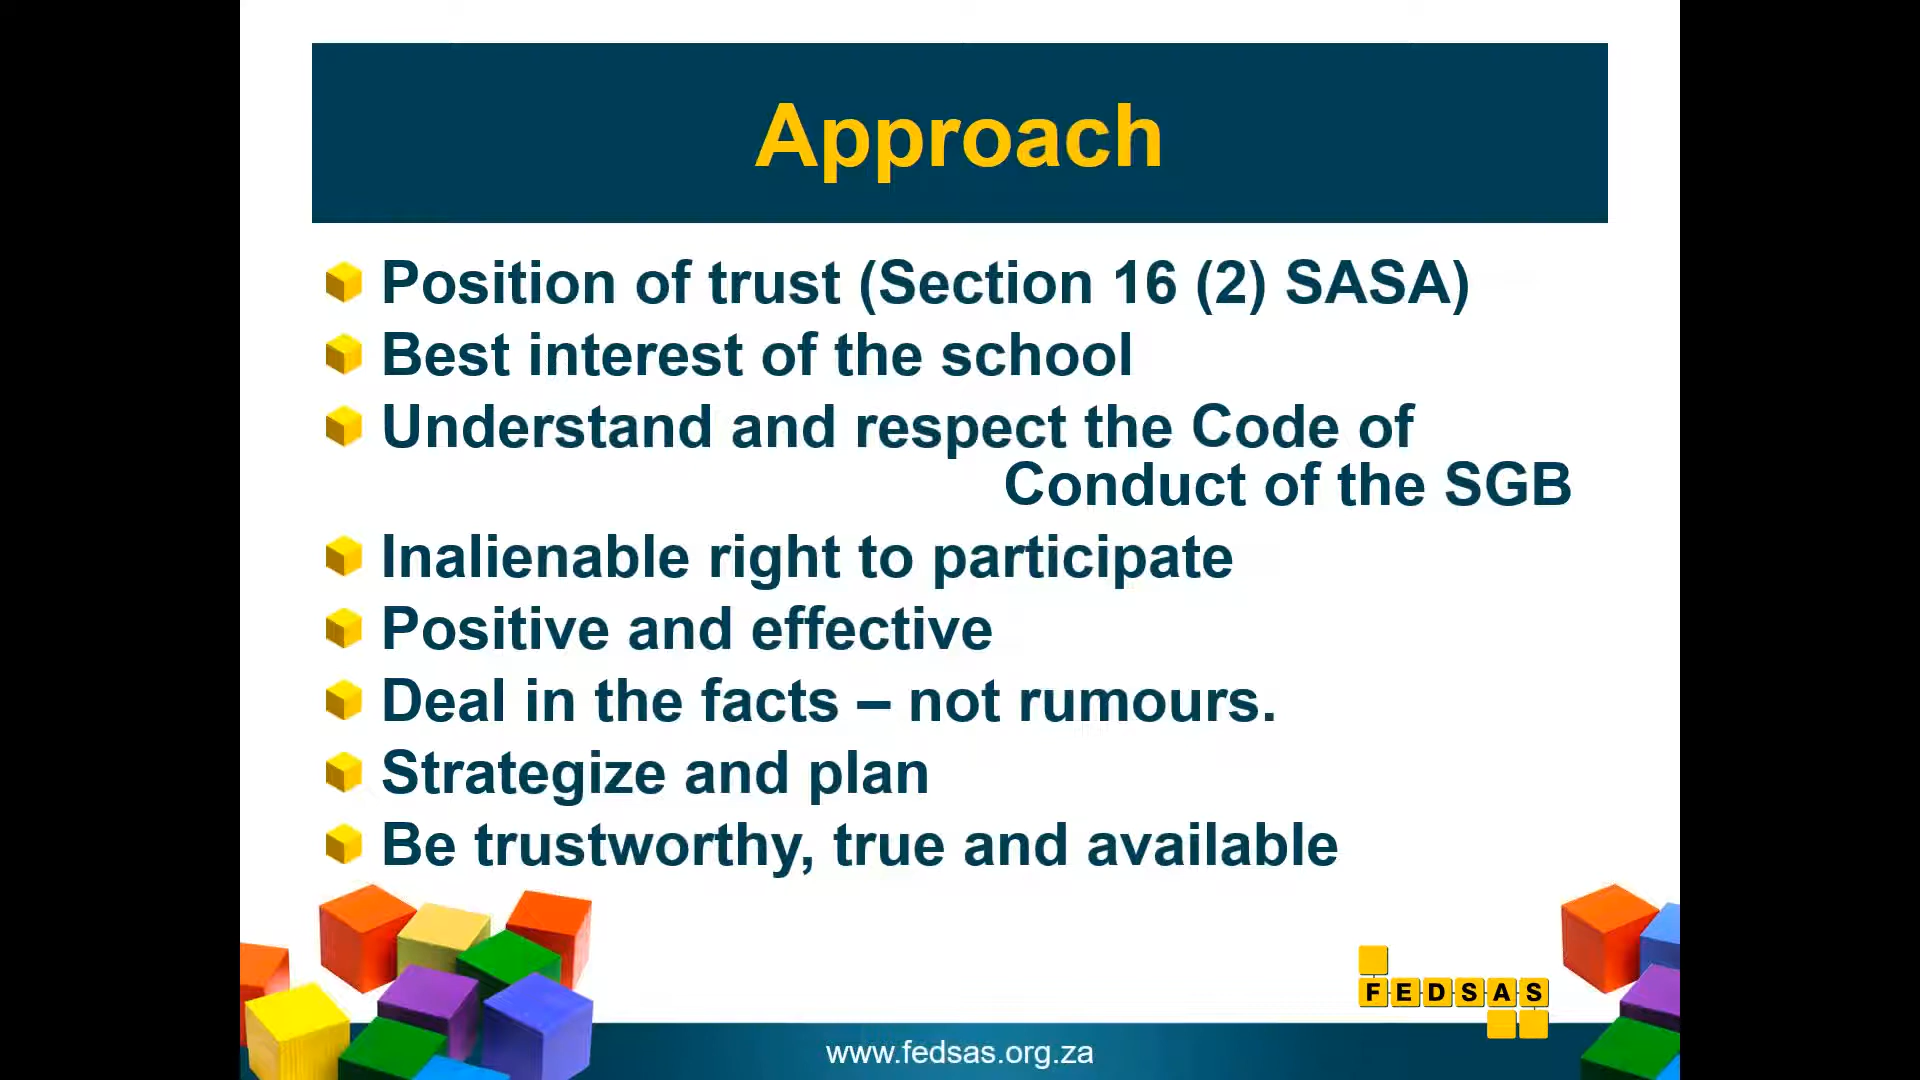 Approach
Position of trust (Section 16 (2) SASA)
Best interest of the school
Understand and respect the Code of
Conduct of the SGB
Inalienable right to participate
Positive and effective
Deal in the facts – not rumours.
Strategize and plan
Be trustworthy, true and available
FEDSAS
www.fedsas.org.za